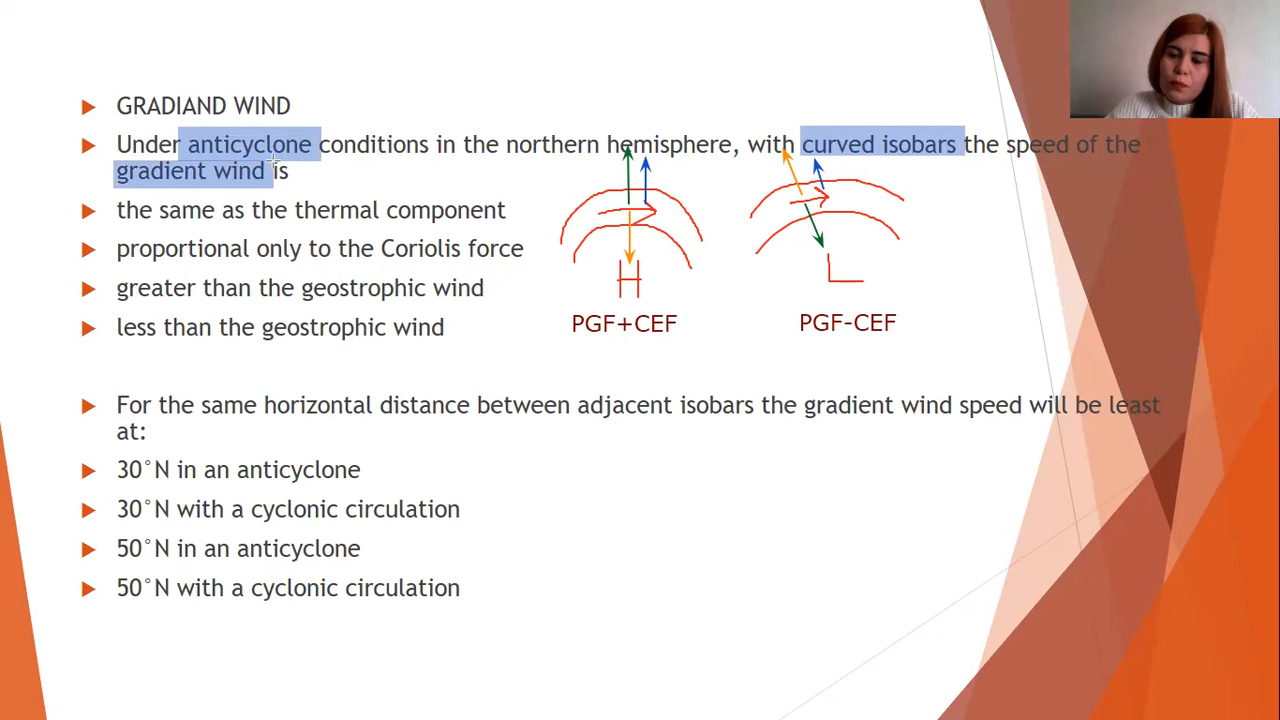 GRADIAND WIND
Under anticyclone conditions in the northern hemisphere, with curved isobars the speed of the
gradient wind is
the same as the thermal component
proportional only to the Coriolis force
greater than the geostrophic wind
less than the geostrophic wind
H
L
PGF+CEF
PGF-CEF
For the same horizontal distance between adjacent isobars the gradient wind speed will be least
at:
30°N in an anticyclone
30°N with a cyclonic circulation
50°N in an anticyclone
50°N with a cyclonic circulation